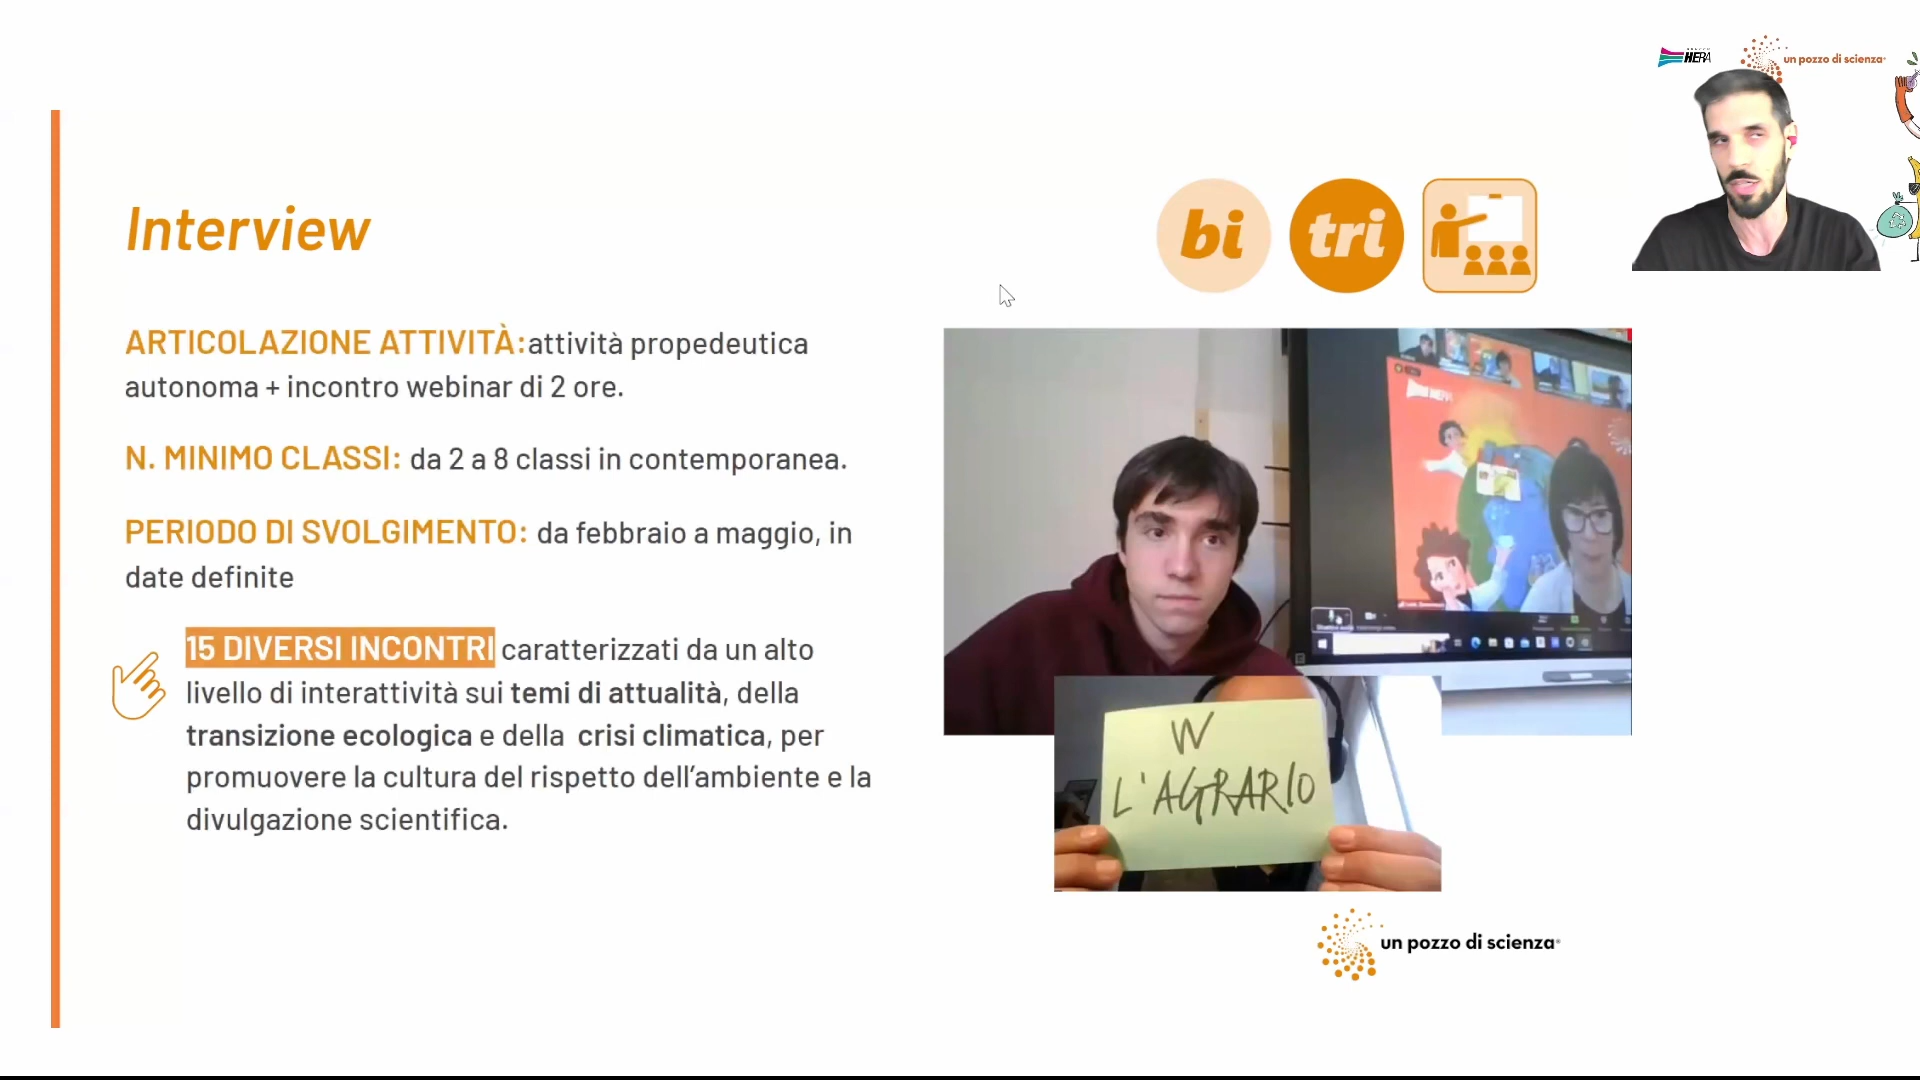 HERA
un pozzo di scienza
Interview
bi
tri
ARTICOLAZIONE ATTIVITÀ:attività propedeutica
autonoma + incontro webinar di 2 ore.
N. MINIMO CLASSI: da 2 a 8 classi in contemporanea.
PERIODO DI SVOLGIMENTO: da febbraio a maggio, in
date definite
15 DIVERSI INCONTRI caratterizzati da un alto
livello di interattività sui temi di attualità, della
transizione ecologica e della crisi climatica, per
promuovere la cultura del rispetto dell’ambiente e la
divulgazione scientifica.
HERA
W
L'AGRARIO
un pozzo di scienza